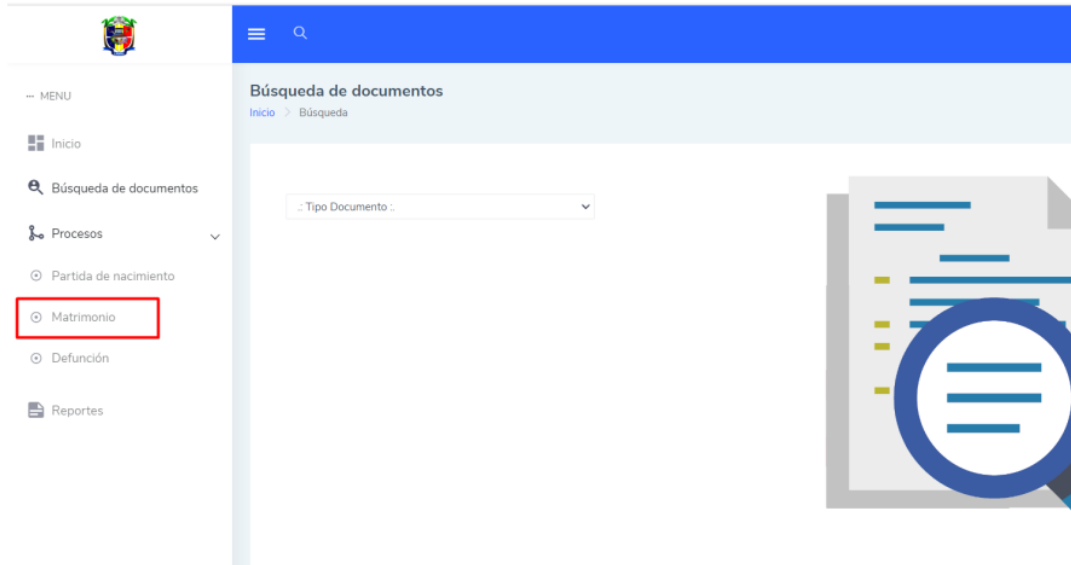 ··· MENU
Inicio
Búsqueda de documentos
Procesos
Partida de nacimiento
Matrimonio
Defunción
Reportes
Búsqueda de documentos
Inicio > Búsqueda
.: Tipo Documento :.